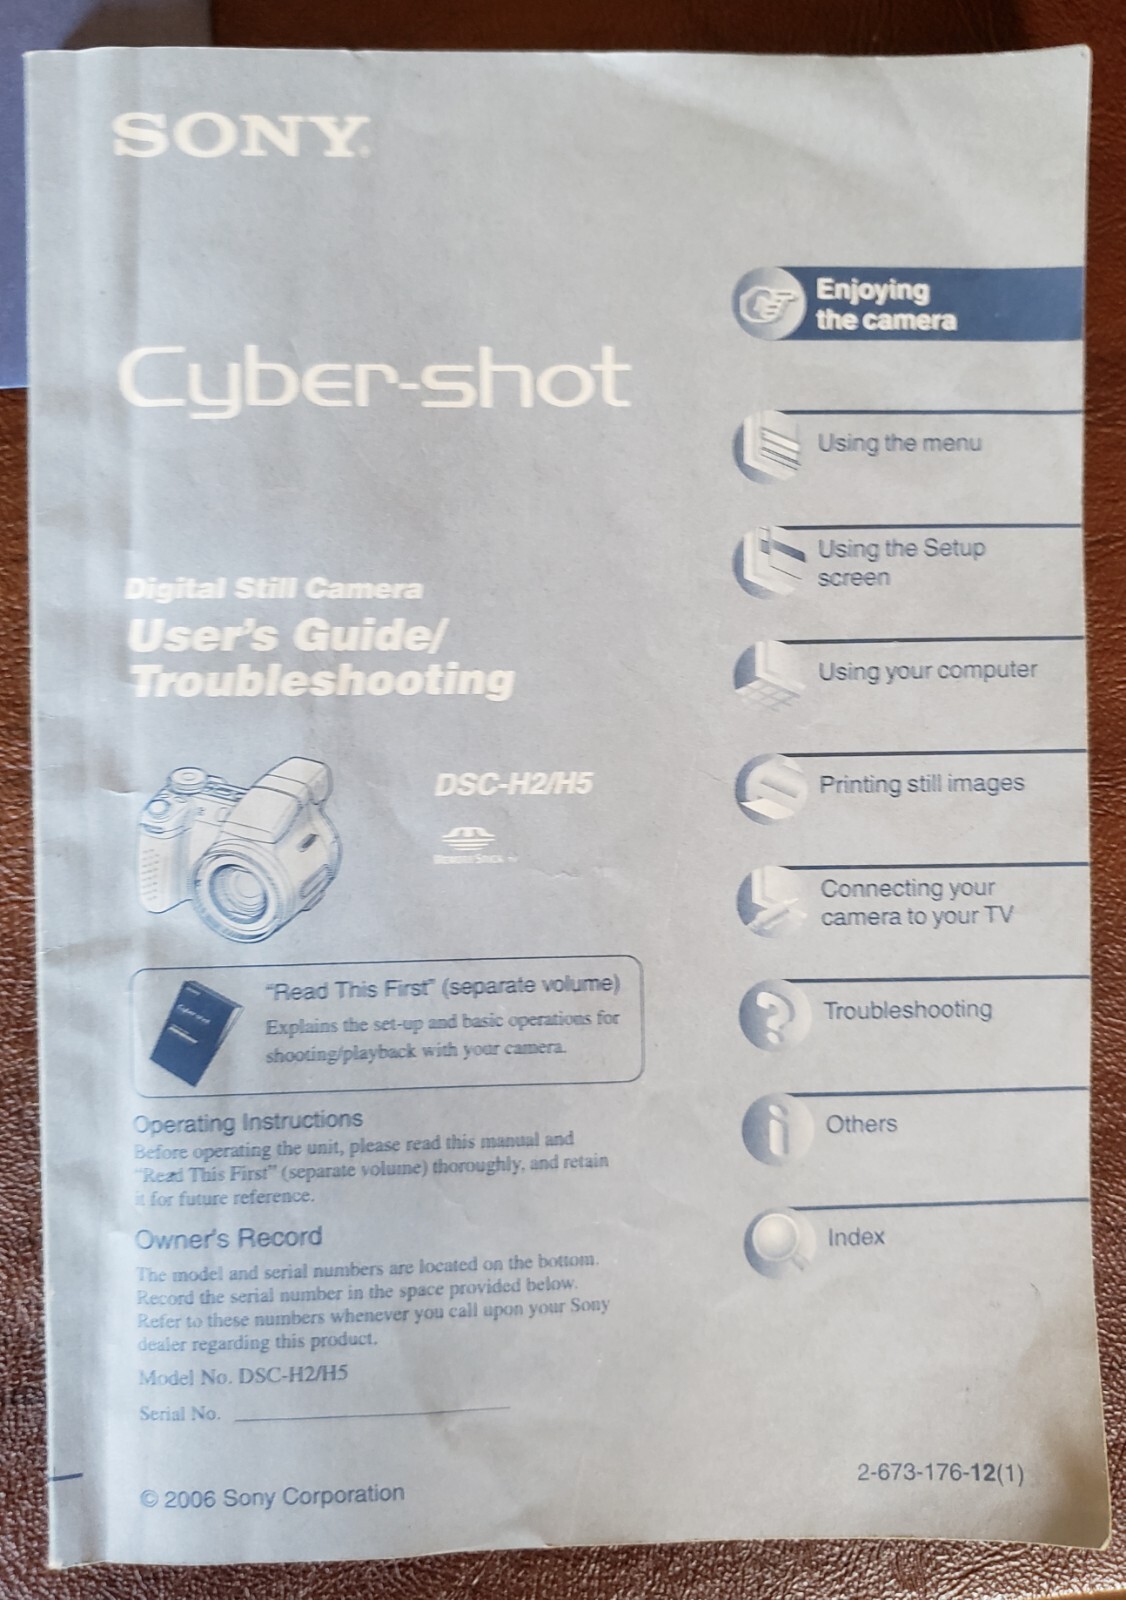 SONY
Cyber-shot
Digital Still Camera
User's Guide/
Troubleshooting
DSC-H2/H5
MEMORY STICK
"Read This First" (separate volume)
Explains the set-up and basic operations for
shooting/playback with your camera.
Operating Instructions
Before operating the unit, please read this manual and
"Read This First" (separate volume) thoroughly, and retain
it for future reference.
Owner's Record
The model and serial numbers are located on the bottom.
Record the serial number in the space provided below.
Refer to these numbers whenever you call upon your Sony
dealer regarding this product.
Model No. DSC-H2/H5
Serial No.
© 2006 Sony Corporation
Enjoying
the camera
Using the menu
Using the Setup
screen
Using your computer
Printing still images
Connecting your
camera to your TV
Troubleshooting
Others
Index
2-673-176-12(1)